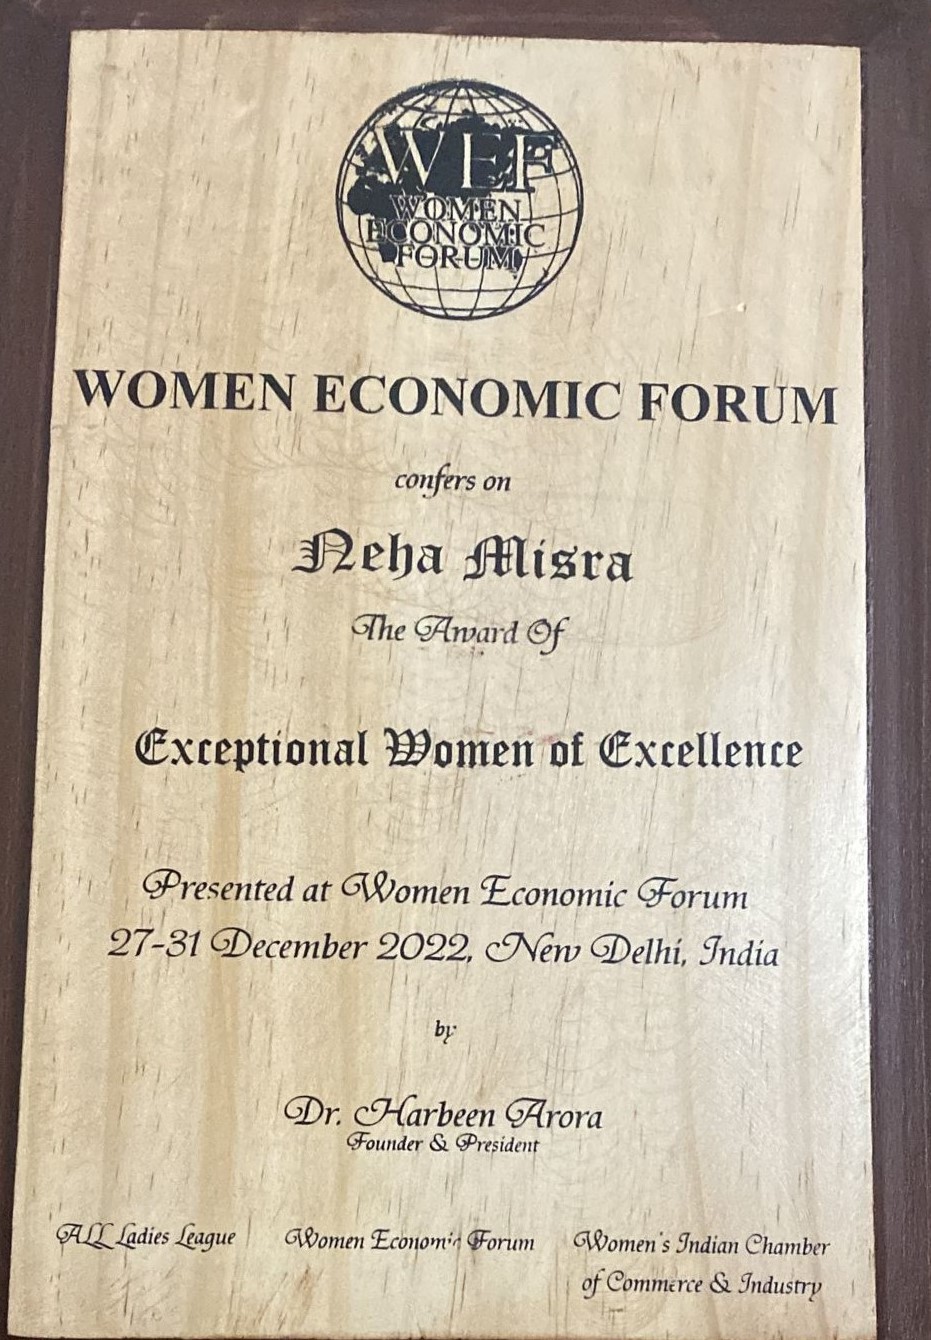 WEF
WOMEN
ECONOMIC
FORUM
WOMEN ECONOMIC FORUM
confers on
Neha Misra
The Award Of
Exceptional Women of Excellence
Presented at Women Economic Forum
27-31 December 2022, New Delhi, India
by
Dr. Harbeen Arora
Founder & President
ALL Ladies League
Women Economic Forum
Women's Indian Chamber
of Commerce & Industry